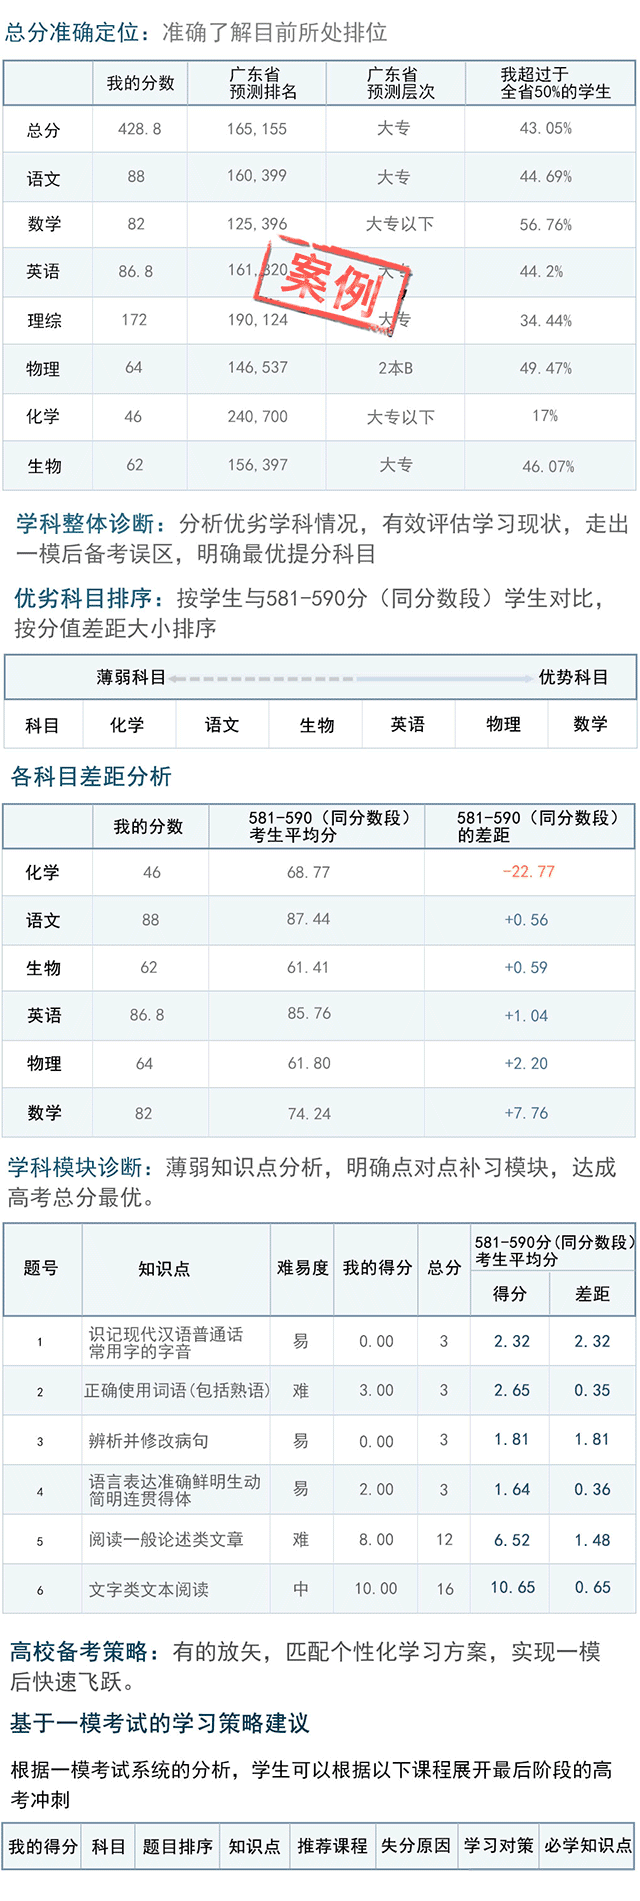 总分准确定位：准确了解目前所处排位
我的分数 广东省预测排名 广东省预测层次 我超过于全省50%的学生
总分 428.8 165,155 大专 43.05%
语文 88 160,399 大专 44.69%
数学 82 125,396 大专以下 56.76%
英语 86.8 161,320 大专 44.2%
案例
理综 172 190,124 大专 34.44%
物理 64 146,537 2本B 49.47%
化学 46 240,700 大专以下 17%
生物 62 156,397 大专 46.07%
学科整体诊断：分析优劣学科情况，有效评估学习现状，走出
一模后备考误区，明确最优提分科目
优劣科目排序：按学生与581-590分（同分数段）学生对比，
按分值差距大小排序
薄弱科目 优势科目
科目 化学 语文 生物 英语 物理 数学
各科目差距分析
我的分数 581-590（同分数段）考生平均分 581-590（同分数段）的差距
化学 46 68.77 -22.77
语文 88 87.44 +0.56
生物 62 61.41 +0.59
英语 86.8 85.76 +1.04
物理 64 61.80 +2.20
数学 82 74.24 +7.76
学科模块诊断：薄弱知识点分析，明确点对点补习模块，达成
高考总分最优。
题号 知识点 难易度 我的得分 总分 581-590分(同分数段)考生平均分
得分 差距
1 识记现代汉语普通话常用字的字音 易 0.00 3 2.32 2.32
2 正确使用词语(包括熟语) 难 3.00 3 2.65 0.35
3 辨析并修改病句 易 0.00 3 1.81 1.81
4 语言表达准确鲜明生动简明连贯得体 易 2.00 3 1.64 0.36
5 阅读一般论述类文章 难 8.00 12 6.52 1.48
6 文字类文本阅读 中 10.00 16 10.65 0.65
高校备考策略：有的放矢，匹配个性化学习方案，实现一模
后快速飞跃。
基于一模考试的学习策略建议
根据一模考试系统的分析，学生可以根据以下课程展开最后阶段的高
考冲刺
我的得分 科目 题目排序 知识点 推荐课程 失分原因 学习对策 必学知识点